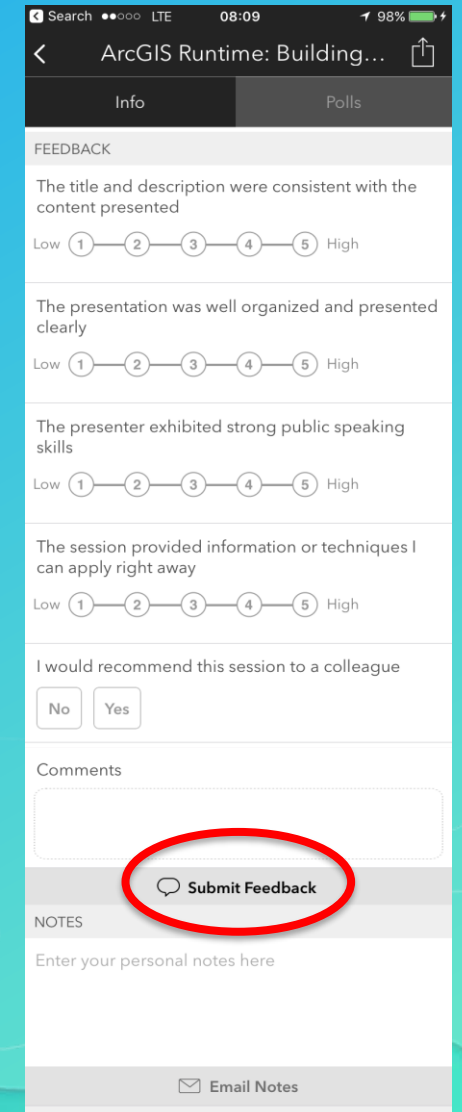 Search ●●○○○ LTE 08:09 98%
ArcGIS Runtime: Building...
Info Polls
FEEDBACK
The title and description were consistent with the
content presented
Low 1 2 3 4 5 High
The presentation was well organized and presented
clearly
Low 1 2 3 4 5 High
The presenter exhibited strong public speaking
skills
Low 1 2 3 4 5 High
The session provided information or techniques I
can apply right away
Low 1 2 3 4 5 High
I would recommend this session to a colleague
No Yes
Comments
Submit Feedback
NOTES
Enter your personal notes here
Email Notes